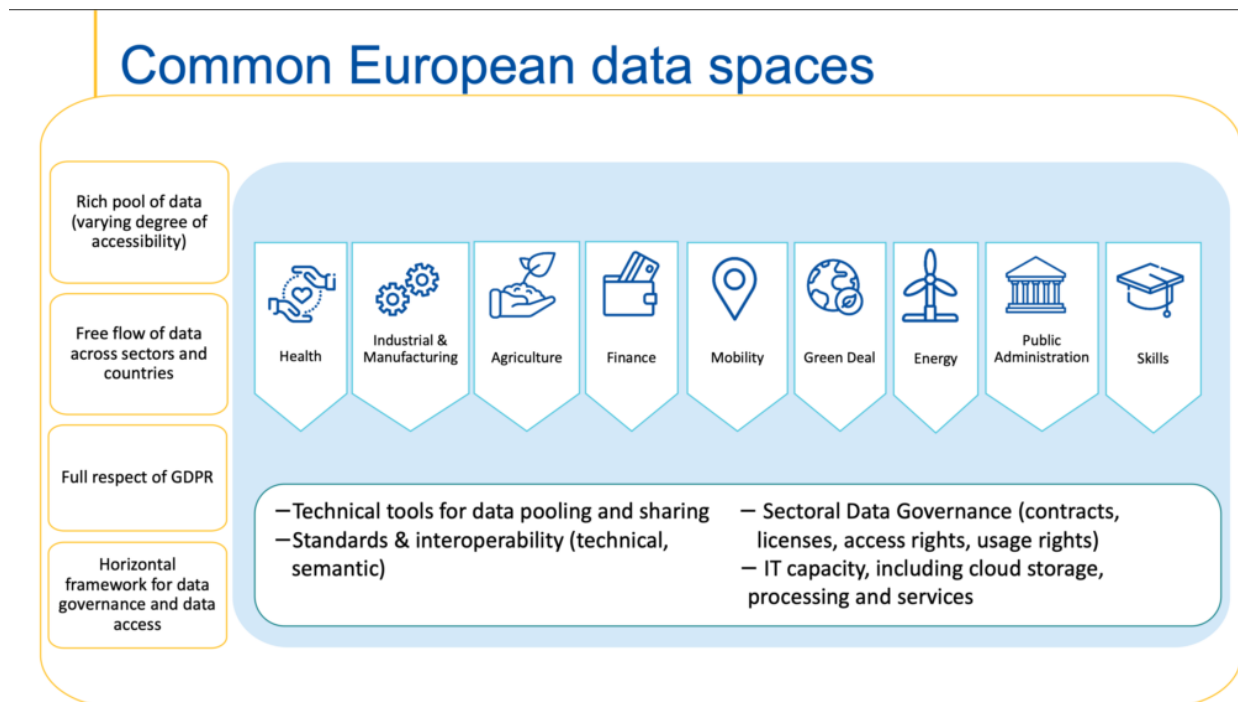 Common European data spaces
Rich pool of data
(varying degree of
accessibility)
Free flow of data
across sectors and
countries
Full respect of GDPR
Horizontal
framework for data
governance and data
access
Health
Industrial &
Manufacturing
Agriculture
Finance
Mobility
Green Deal
Energy
Public
Administration
Skills
–Technical tools for data pooling and sharing
–Standards & interoperability (technical,
semantic)
– Sectoral Data Governance (contracts,
licenses, access rights, usage rights)
– IT capacity, including cloud storage,
processing and services